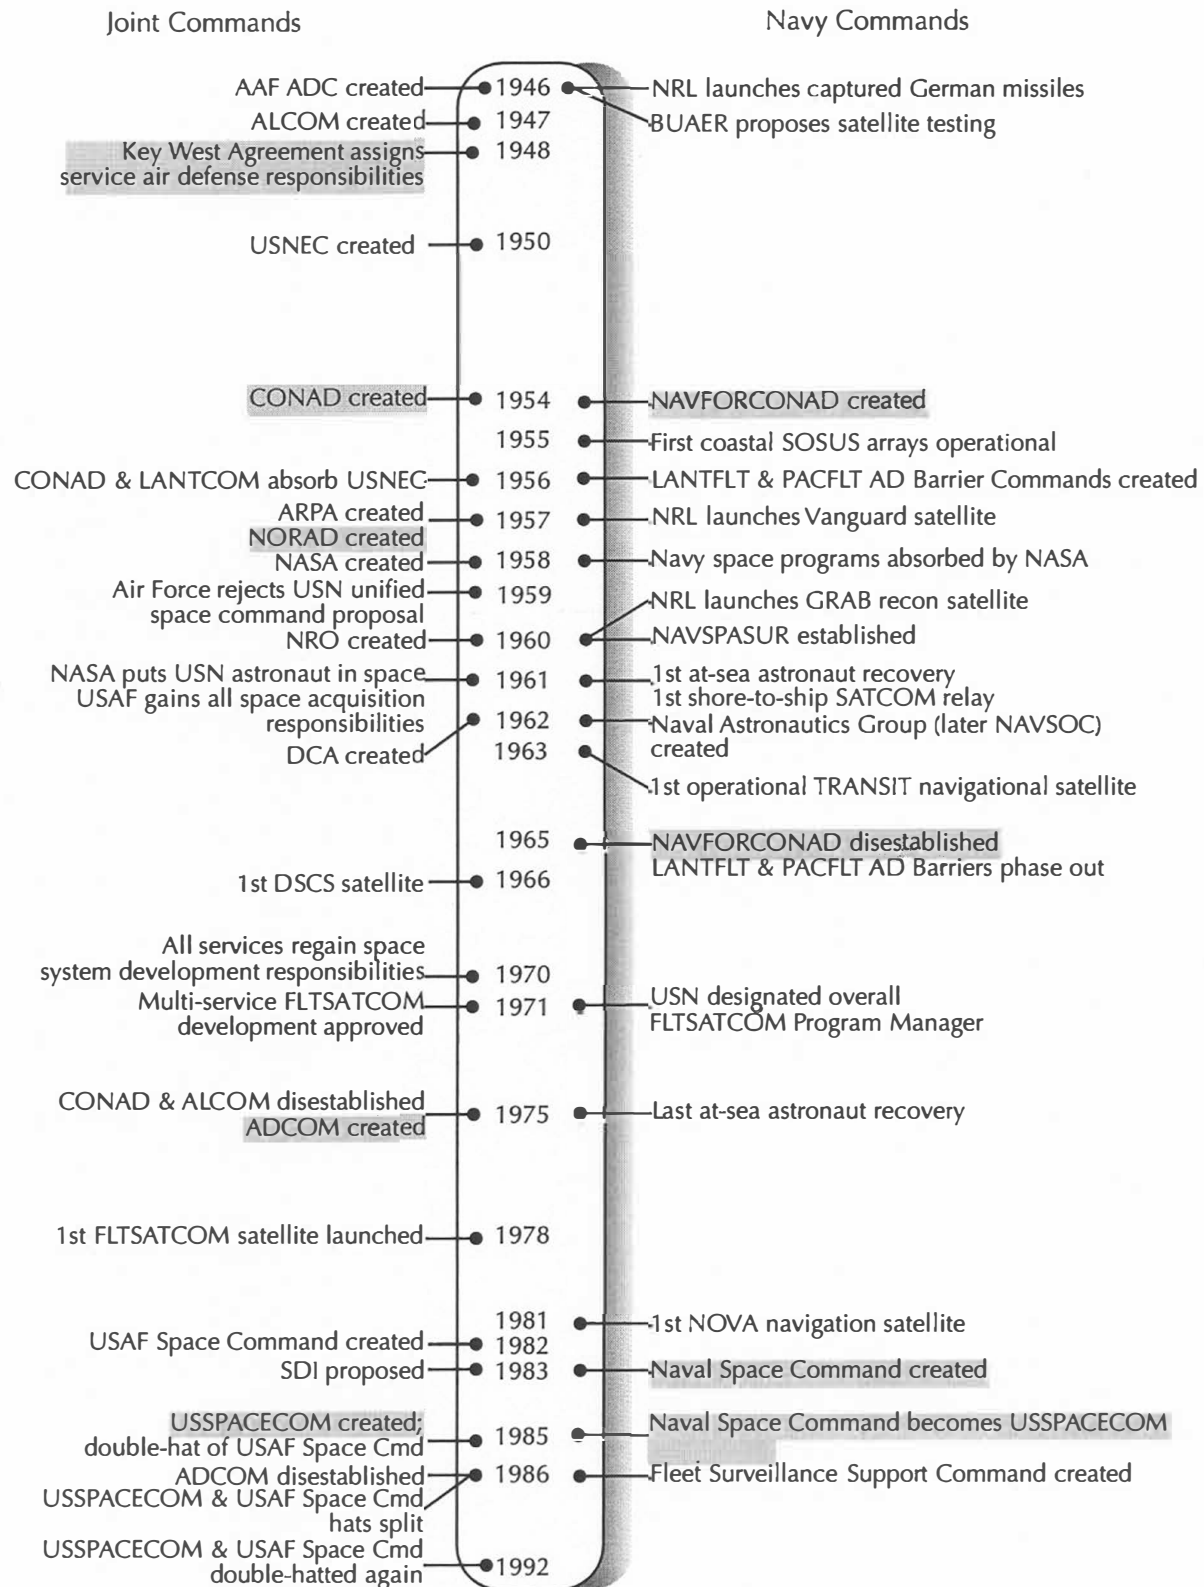 Joint Commands
Navy Commands
AAF ADC created
1946
NRL launches captured German missiles
ALCOM created
1947
BUAER proposes satellite testing
Key West Agreement assigns
service air defense responsibilities
1948
USNEC created
1950
CONAD created
1954
NAVFORCONAD created
1955
First coastal SOSUS arrays operational
CONAD & LANTCOM absorb USNEC
1956
LANTFLT & PACFLT AD Barrier Commands created
ARPA created
1957
NRL launches Vanguard satellite
NORAD created
NASA created
1958
Navy space programs absorbed by NASA
Air Force rejects USN unified
space command proposal
1959
NRL launches GRAB recon satellite
NRO created
1960
NAVSPASUR established
NASA puts USN astronaut in space
1961
1st at-sea astronaut recovery
1st shore-to-ship SATCOM relay
USAF gains all space acquisition
responsibilities
1962
Naval Astronautics Group (later NAVSOC)
created
DCA created
1963
1st operational TRANSIT navigational satellite
1965
NAVFORCONAD disestablished
LANTFLT & PACFLT AD Barriers phase out
1st DSCS satellite
1966
All services regain space
system development responsibilities
1970
Multi-service FLTSATCOM
development approved
1971
USN designated overall
FLTSATCOM Program Manager
CONAD & ALCOM disestablished
ADCOM created
1975
Last at-sea astronaut recovery
1st FLTSATCOM satellite launched
1978
1981
1st NOVA navigation satellite
USAF Space Command created
1982
SDI proposed
1983
Naval Space Command created
USSPACECOM created;
double-hat of USAF Space Cmd
1985
Naval Space Command becomes USSPACECOM
ADCOM disestablished
1986
Fleet Surveillance Support Command created
USSPACECOM & USAF Space Cmd
hats split
USSPACECOM & USAF Space Cmd
double-hatted again
1992